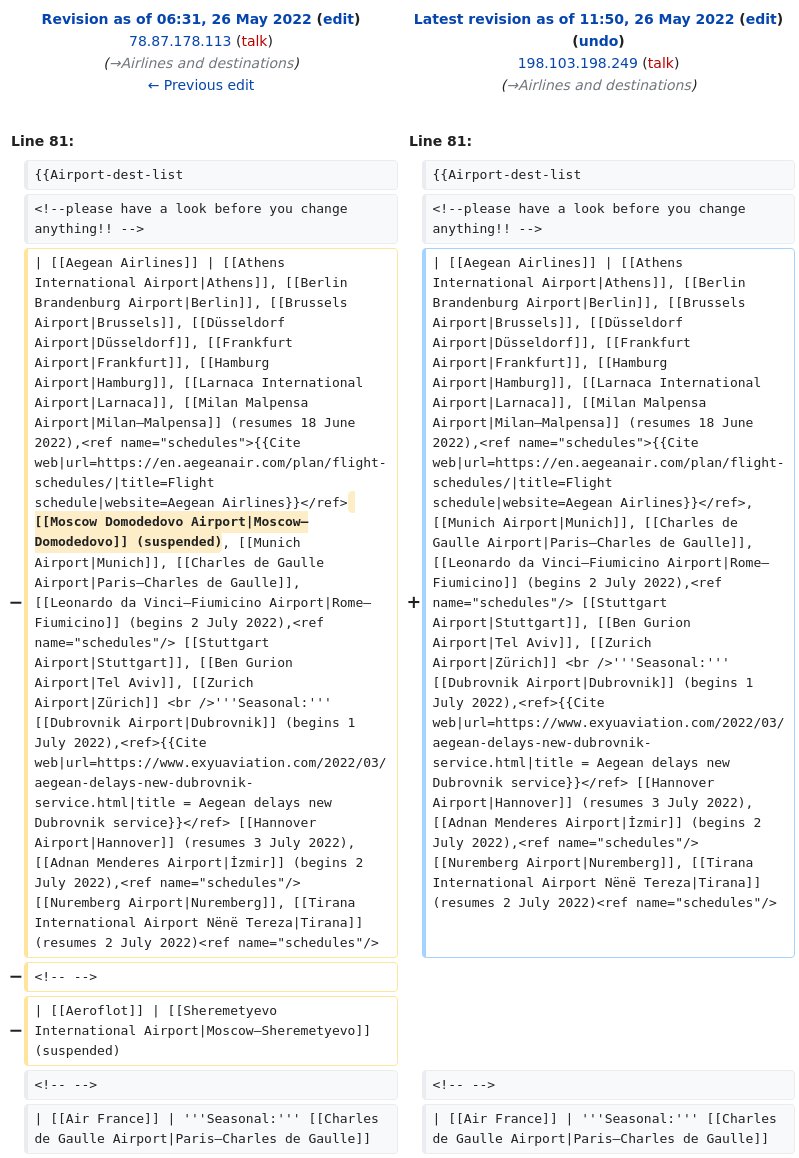 Revision as of 06:31, 26 May 2022 (edit)
78.87.178.113 (talk)
(→Airlines and destinations)
← Previous edit
Latest revision as of 11:50, 26 May 2022 (edit)
(undo)
198.103.198.249 (talk)
(→Airlines and destinations)
Line 81:
{{Airport-dest-list
<!--please have a look before you change
anything!! -->
−
| [[Aegean Airlines]] | [[Athens
International Airport|Athens]], [[Berlin
Brandenburg Airport|Berlin]], [[Brussels
Airport|Brussels]], [[Düsseldorf
Airport|Düsseldorf]], [[Frankfurt
Airport|Frankfurt]], [[Hamburg
Airport|Hamburg]], [[Larnaca International
Airport|Larnaca]], [[Milan Malpensa
Airport|Milan–Malpensa]] (resumes 18 June
2022),<ref name="schedules">{{Cite
web|url=https://en.aegeanair.com/plan/flight-
schedules/|title=Flight
schedule|website=Aegean Airlines}}</ref>
[[Moscow Domodedovo Airport|Moscow–
Domodedovo]] (suspended), [[Munich
Airport|Munich]], [[Charles de Gaulle
Airport|Paris–Charles de Gaulle]],
[[Leonardo da Vinci–Fiumicino Airport|Rome–
Fiumicino]] (begins 2 July 2022),<ref
name="schedules"/> [[Stuttgart
Airport|Stuttgart]], [[Ben Gurion
Airport|Tel Aviv]], [[Zurich
Airport|Zürich]] <br />'''Seasonal:'''
[[Dubrovnik Airport|Dubrovnik]] (begins 1
July 2022),<ref>{{Cite
web|url=https://www.exyuaviation.com/2022/03/
aegean-delays-new-dubrovnik-
service.html|title = Aegean delays new
Dubrovnik service}}</ref> [[Hannover
Airport|Hannover]] (resumes 3 July 2022),
[[Adnan Menderes Airport|İzmir]] (begins 2
July 2022),<ref name="schedules"/>
[[Nuremberg Airport|Nuremberg]], [[Tirana
International Airport Nënë Tereza|Tirana]]
(resumes 2 July 2022)<ref name="schedules"/>
−
<!-- -->
−
| [[Aeroflot]] | [[Sheremetyevo
International Airport|Moscow–Sheremetyevo]]
(suspended)
<!-- -->
| [[Air France]] | '''Seasonal:''' [[Charles
de Gaulle Airport|Paris–Charles de Gaulle]]
Line 81:
{{Airport-dest-list
<!--please have a look before you change
anything!! -->
+
| [[Aegean Airlines]] | [[Athens
International Airport|Athens]], [[Berlin
Brandenburg Airport|Berlin]], [[Brussels
Airport|Brussels]], [[Düsseldorf
Airport|Düsseldorf]], [[Frankfurt
Airport|Frankfurt]], [[Hamburg
Airport|Hamburg]], [[Larnaca International
Airport|Larnaca]], [[Milan Malpensa
Airport|Milan–Malpensa]] (resumes 18 June
2022),<ref name="schedules">{{Cite
web|url=https://en.aegeanair.com/plan/flight-
schedules/|title=Flight
schedule|website=Aegean Airlines}}</ref>,
[[Munich Airport|Munich]], [[Charles de
Gaulle Airport|Paris–Charles de Gaulle]],
[[Leonardo da Vinci–Fiumicino Airport|Rome–
Fiumicino]] (begins 2 July 2022),<ref
name="schedules"/> [[Stuttgart
Airport|Stuttgart]], [[Ben Gurion
Airport|Tel Aviv]], [[Zurich
Airport|Zürich]] <br />'''Seasonal:'''
[[Dubrovnik Airport|Dubrovnik]] (begins 1
July 2022),<ref>{{Cite
web|url=https://www.exyuaviation.com/2022/03/
aegean-delays-new-dubrovnik-
service.html|title = Aegean delays new
Dubrovnik service}}</ref> [[Hannover
Airport|Hannover]] (resumes 3 July 2022),
[[Adnan Menderes Airport|İzmir]] (begins 2
July 2022),<ref name="schedules"/>
[[Nuremberg Airport|Nuremberg]], [[Tirana
International Airport Nënë Tereza|Tirana]]
(resumes 2 July 2022)<ref name="schedules"/>
<!-- -->
| [[Air France]] | '''Seasonal:''' [[Charles
de Gaulle Airport|Paris–Charles de Gaulle]]